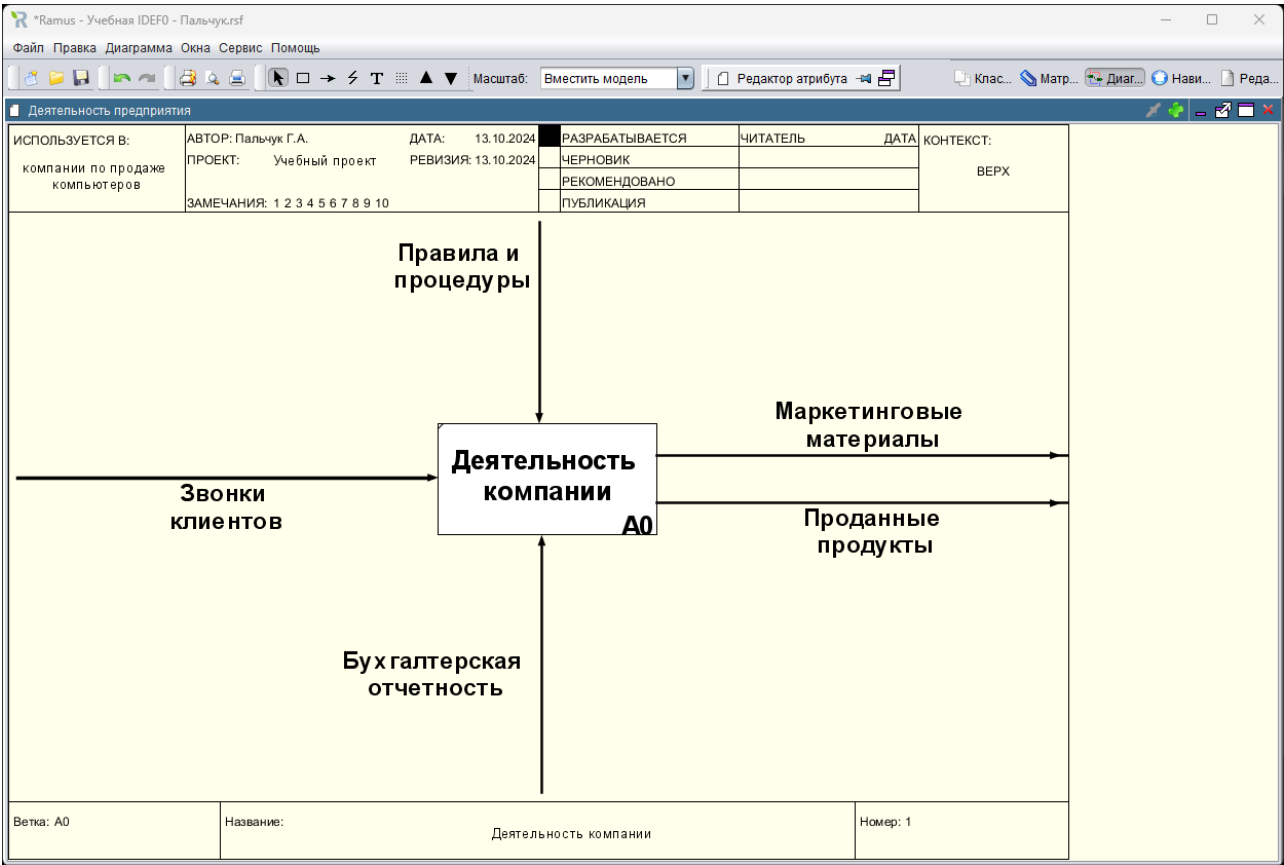 *Ramus - Учебная IDEF0 - Пальчук.rsf
Файл Правка Диаграмма Окна Сервис Помощь
T Масштаб: Вместить модель Редактор атрибута Клас... Матр... Диаг... Нави... Реда...
Деятельность предприятия
ИСПОЛЬЗУЕТСЯ В:
компании по продаже
компьютеров
АВТОР: Пальчук Г.А. ДАТА: 13.10.2024
ПРОЕКТ: Учебный проект РЕВИЗИЯ: 13.10.2024
ЗАМЕЧАНИЯ: 1 2 3 4 5 6 7 8 9 10
РАЗРАБАТЫВАЕТСЯ
ЧЕРНОВИК
РЕКОМЕНДОВАНО
ПУБЛИКАЦИЯ
ЧИТАТЕЛЬ ДАТА
КОНТЕКСТ:
ВЕРХ
Правила и
процедуры
Маркетинговые
материалы
Деятельность
компании
A0
Звонки
клиентов
Проданные
продукты
Бухгалтерская
отчетность
Ветка: A0
Название:
Деятельность компании
Номер: 1